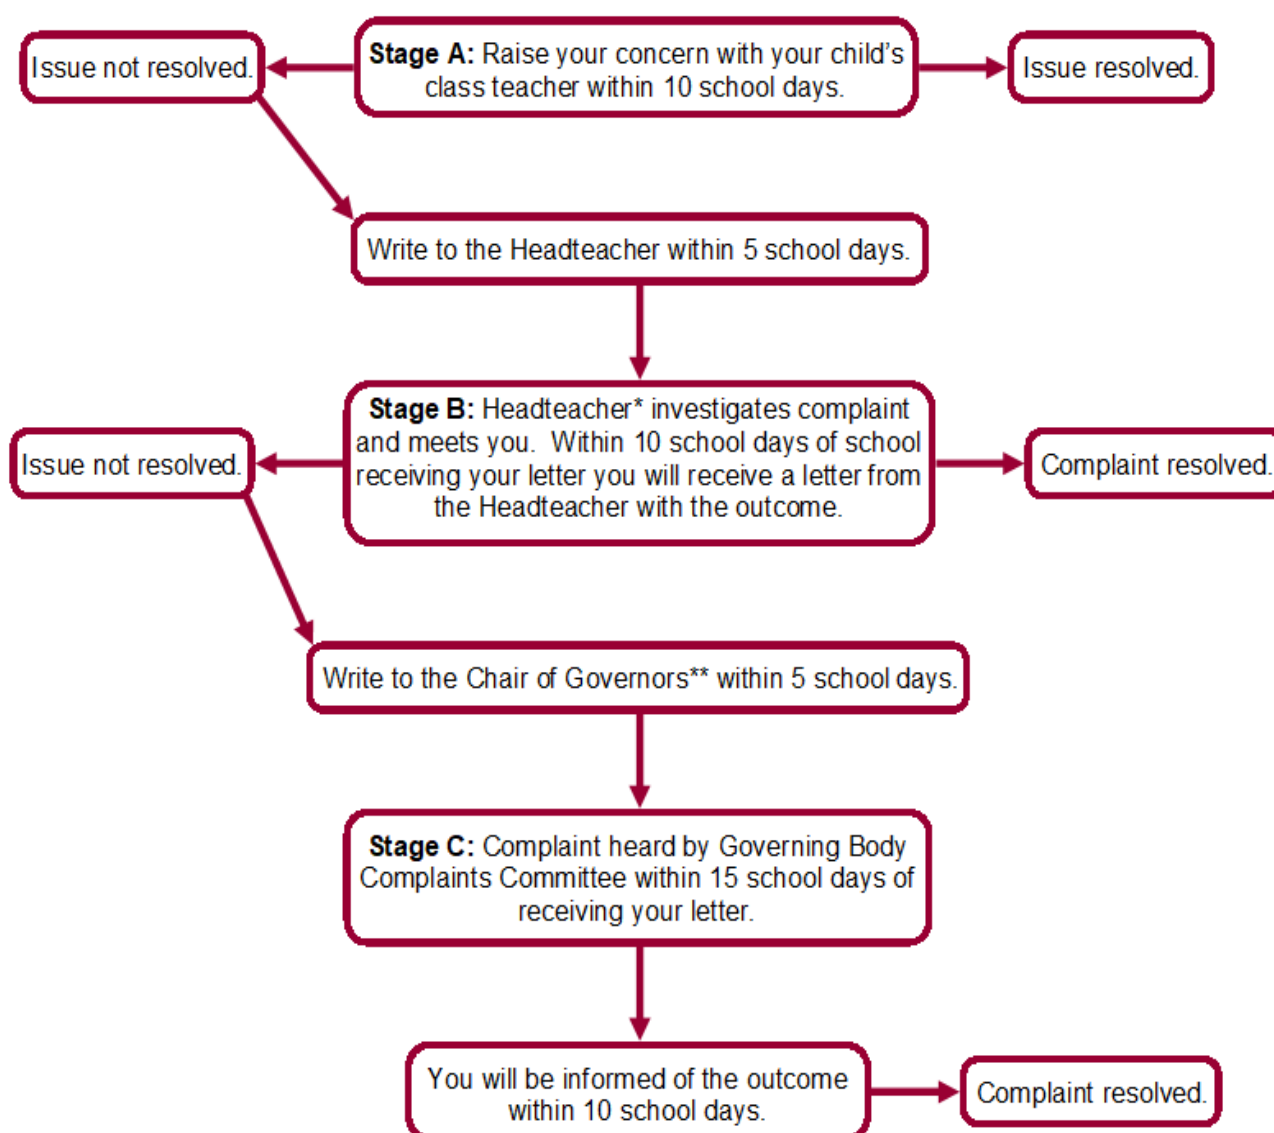 Issue not resolved.
Stage A: Raise your concern with your child’s
class teacher within 10 school days.
Issue resolved.
Write to the Headteacher within 5 school days.
Stage B: Headteacher* investigates complaint
and meets you.  Within 10 school days of school
receiving your letter you will receive a letter from
the Headteacher with the outcome.
Issue not resolved.
Complaint resolved.
Write to the Chair of Governors** within 5 school days.
Stage C: Complaint heard by Governing Body
Complaints Committee within 15 school days of
receiving your letter.
You will be informed of the outcome
within 10 school days.
Complaint resolved.